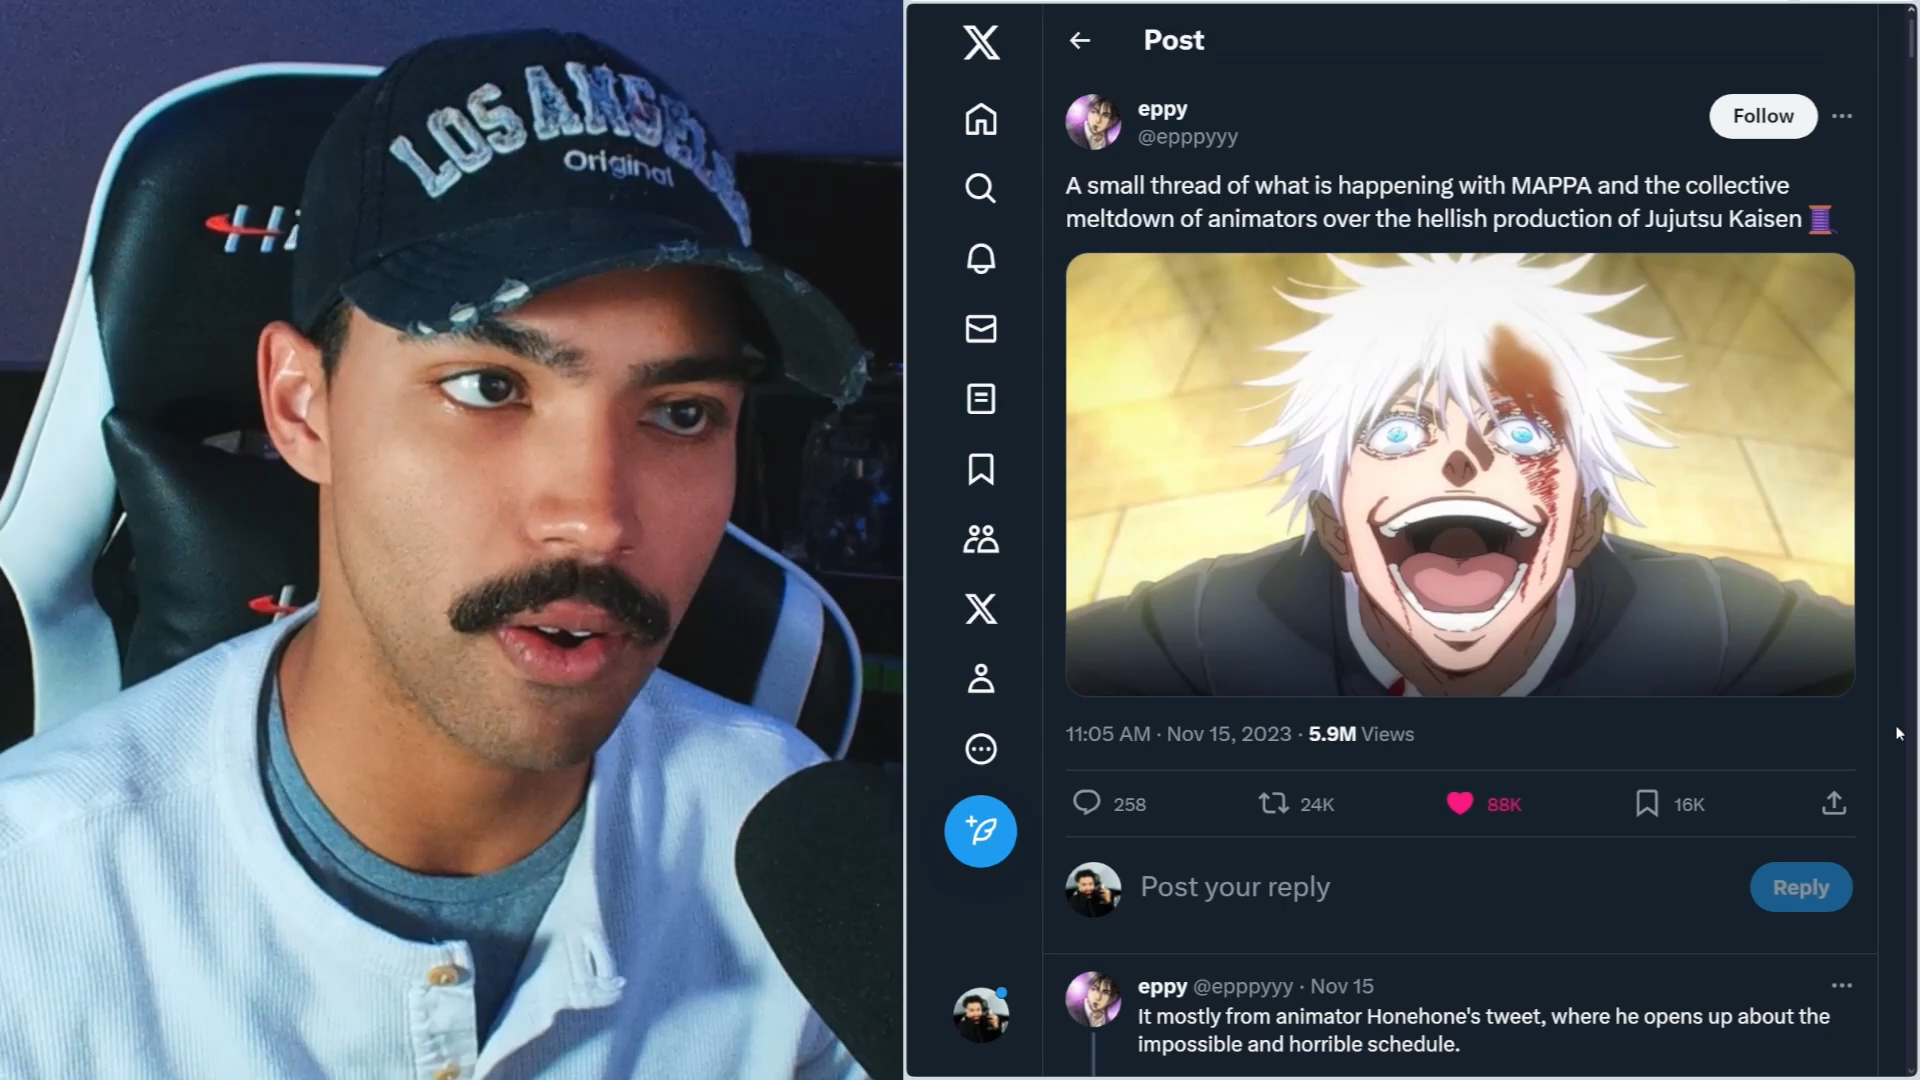 LOS ANGELES
Original
Post
eppy
@epppyyy
Follow
A small thread of what is happening with MAPPA and the collective
meltdown of animators over the hellish production of Jujutsu Kaisen
11:05 AM · Nov 15, 2023 · 5.9M Views
258
24K
88K
16K
Post your reply
Reply
eppy @epppyyy · Nov 15
It mostly from animator Honehone's tweet, where he opens up about the
impossible and horrible schedule.